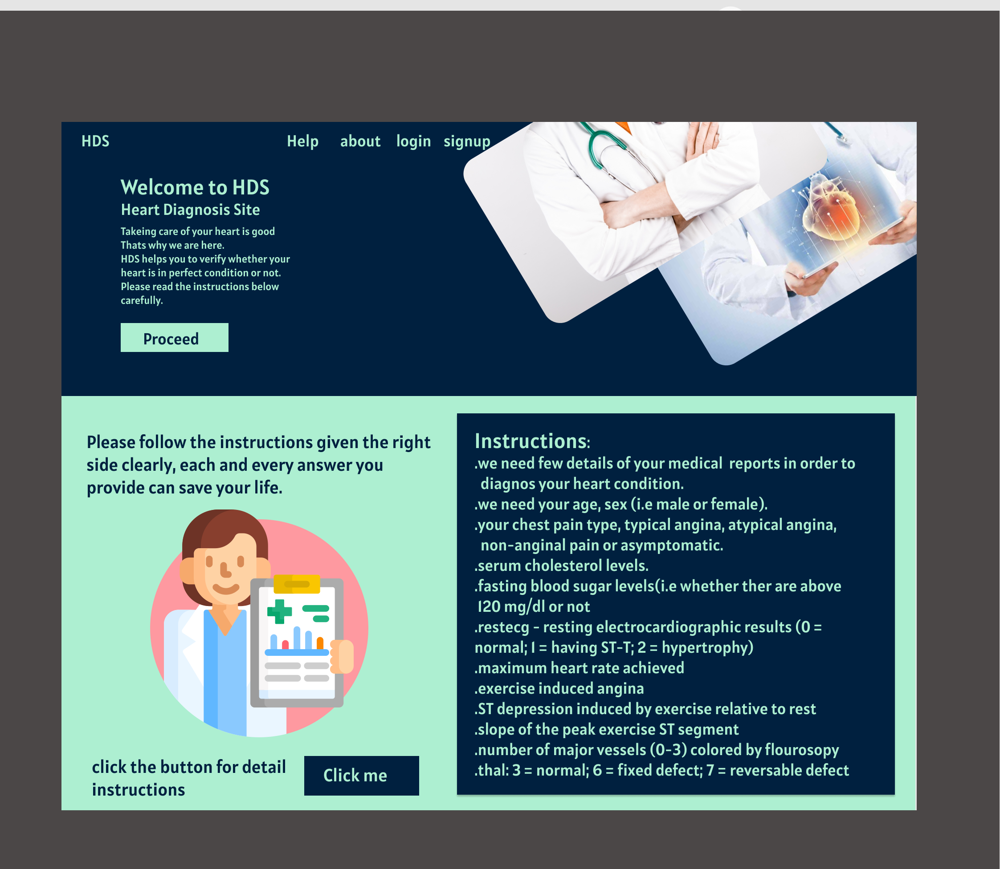 HDS
Help about login signup
Welcome to HDS
Heart Diagnosis Site
Takeing care of your heart is good
Thats why we are here.
HDS helps you to verify whether your
heart is in perfect condition or not.
Please read the instructions below
carefully.
Proceed
Please follow the instructions given the right
side clearly, each and every answer you
provide can save your life.
click the button for detail
instructions
Click me
Instructions:
.we need few details of your medical  reports in order to
diagnos your heart condition.
.we need your age, sex (i.e male or female).
.your chest pain type, typical angina, atypical angina,
non-anginal pain or asymptomatic.
.serum cholesterol levels.
.fasting blood sugar levels(i.e whether ther are above
120 mg/dl or not
.restecg - resting electrocardiographic results (0 =
normal; 1 = having ST-T; 2 = hypertrophy)
.maximum heart rate achieved
.exercise induced angina
.ST depression induced by exercise relative to rest
.slope of the peak exercise ST segment
.number of major vessels (0-3) colored by flourosopy
.thal: 3 = normal; 6 = fixed defect; 7 = reversable defect